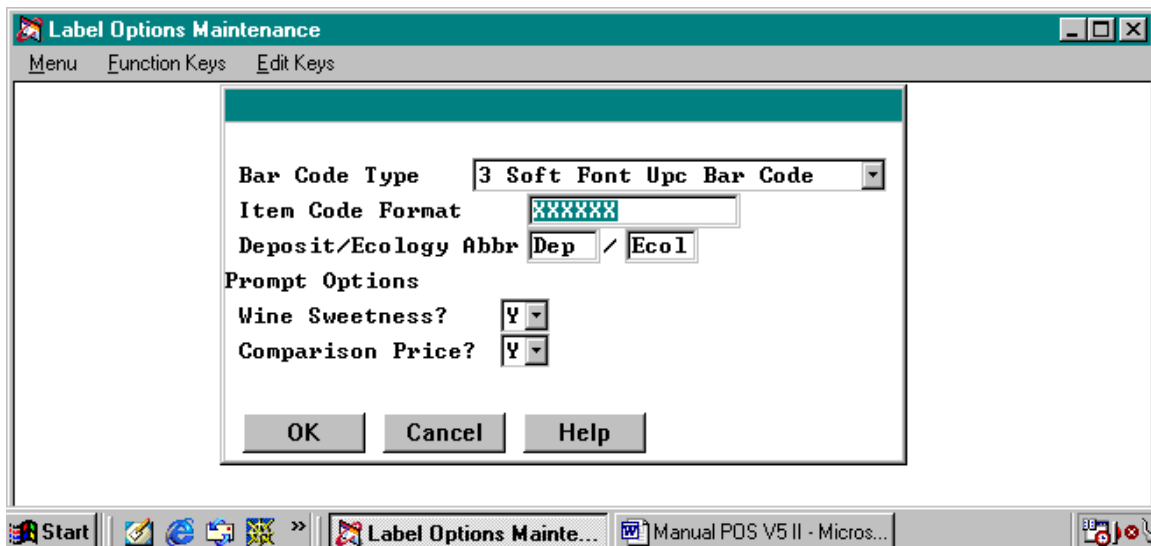 Label Options Maintenance
Menu Function Keys Edit Keys
Bar Code Type 3 Soft Font Upc Bar Code
Item Code Format XXXXXX
Deposit/Ecology Abbr Dep / Ecol
Prompt Options
Wine Sweetness? Y
Comparison Price? Y
OK Cancel Help
Start » Label Options Mainte... Manual POS V5 II - Micros...